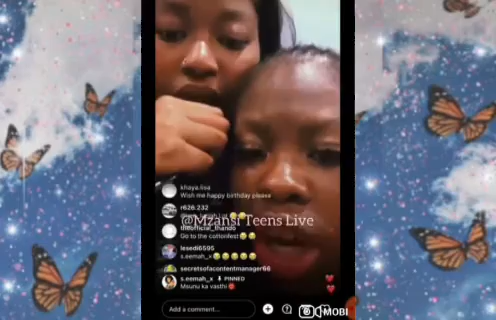 khaya.lisa
Wish me happy birthday please
r626.232
@Mzansi Teens Live
theofficial_thando
Go to the cottonfest😂😂
lesedi6595
s.eemah_x😂😂😂😂😂
secretsofacontentmanager66
s.eemah_x PINNED
Msunu ka vasthi
Add a comment...
MOBI